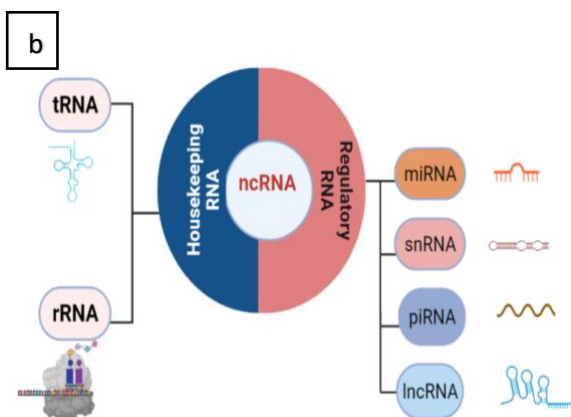 b
tRNA
rRNA
Housekeeping
RNA
ncRNA
Regulatory
RNA
miRNA
snRNA
piRNA
lncRNA